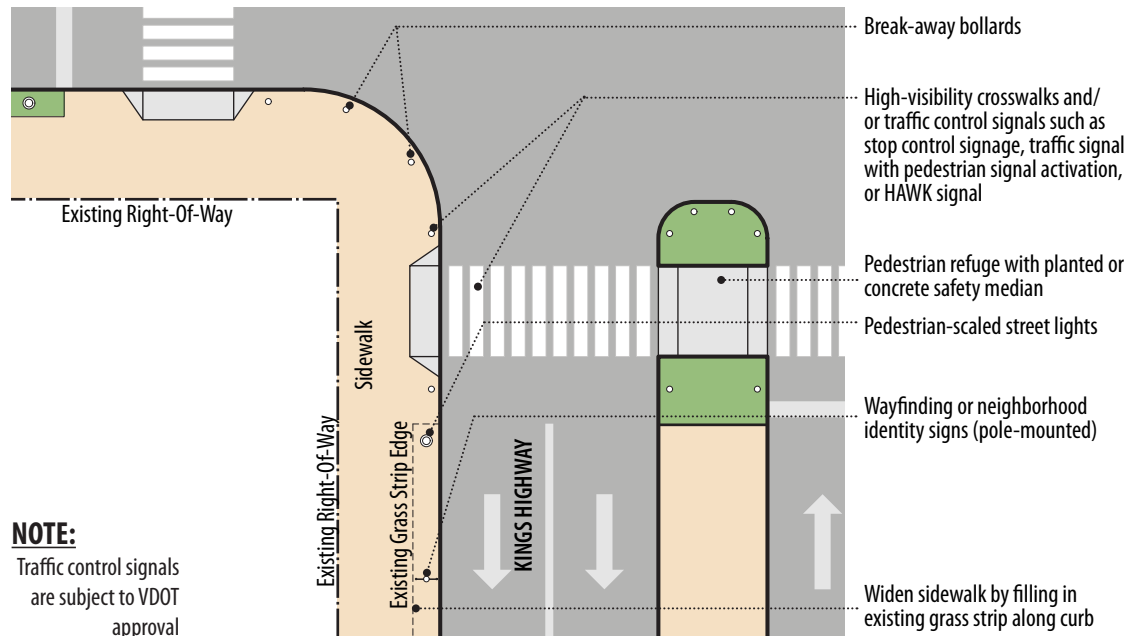 Break-away bollards
High-visibility crosswalks and/
or traffic control signals such as
stop control signage, traffic signal
with pedestrian signal activation,
or HAWK signal
Existing Right-Of-Way
Pedestrian refuge with planted or
concrete safety median
Pedestrian-scaled street lights
Sidewalk
Wayfinding or neighborhood
identity signs (pole-mounted)
Existing Right-Of-Way
Existing Grass Strip Edge
KINGS HIGHWAY
NOTE:
Traffic control signals
are subject to VDOT
approval
Widen sidewalk by filling in
existing grass strip along curb